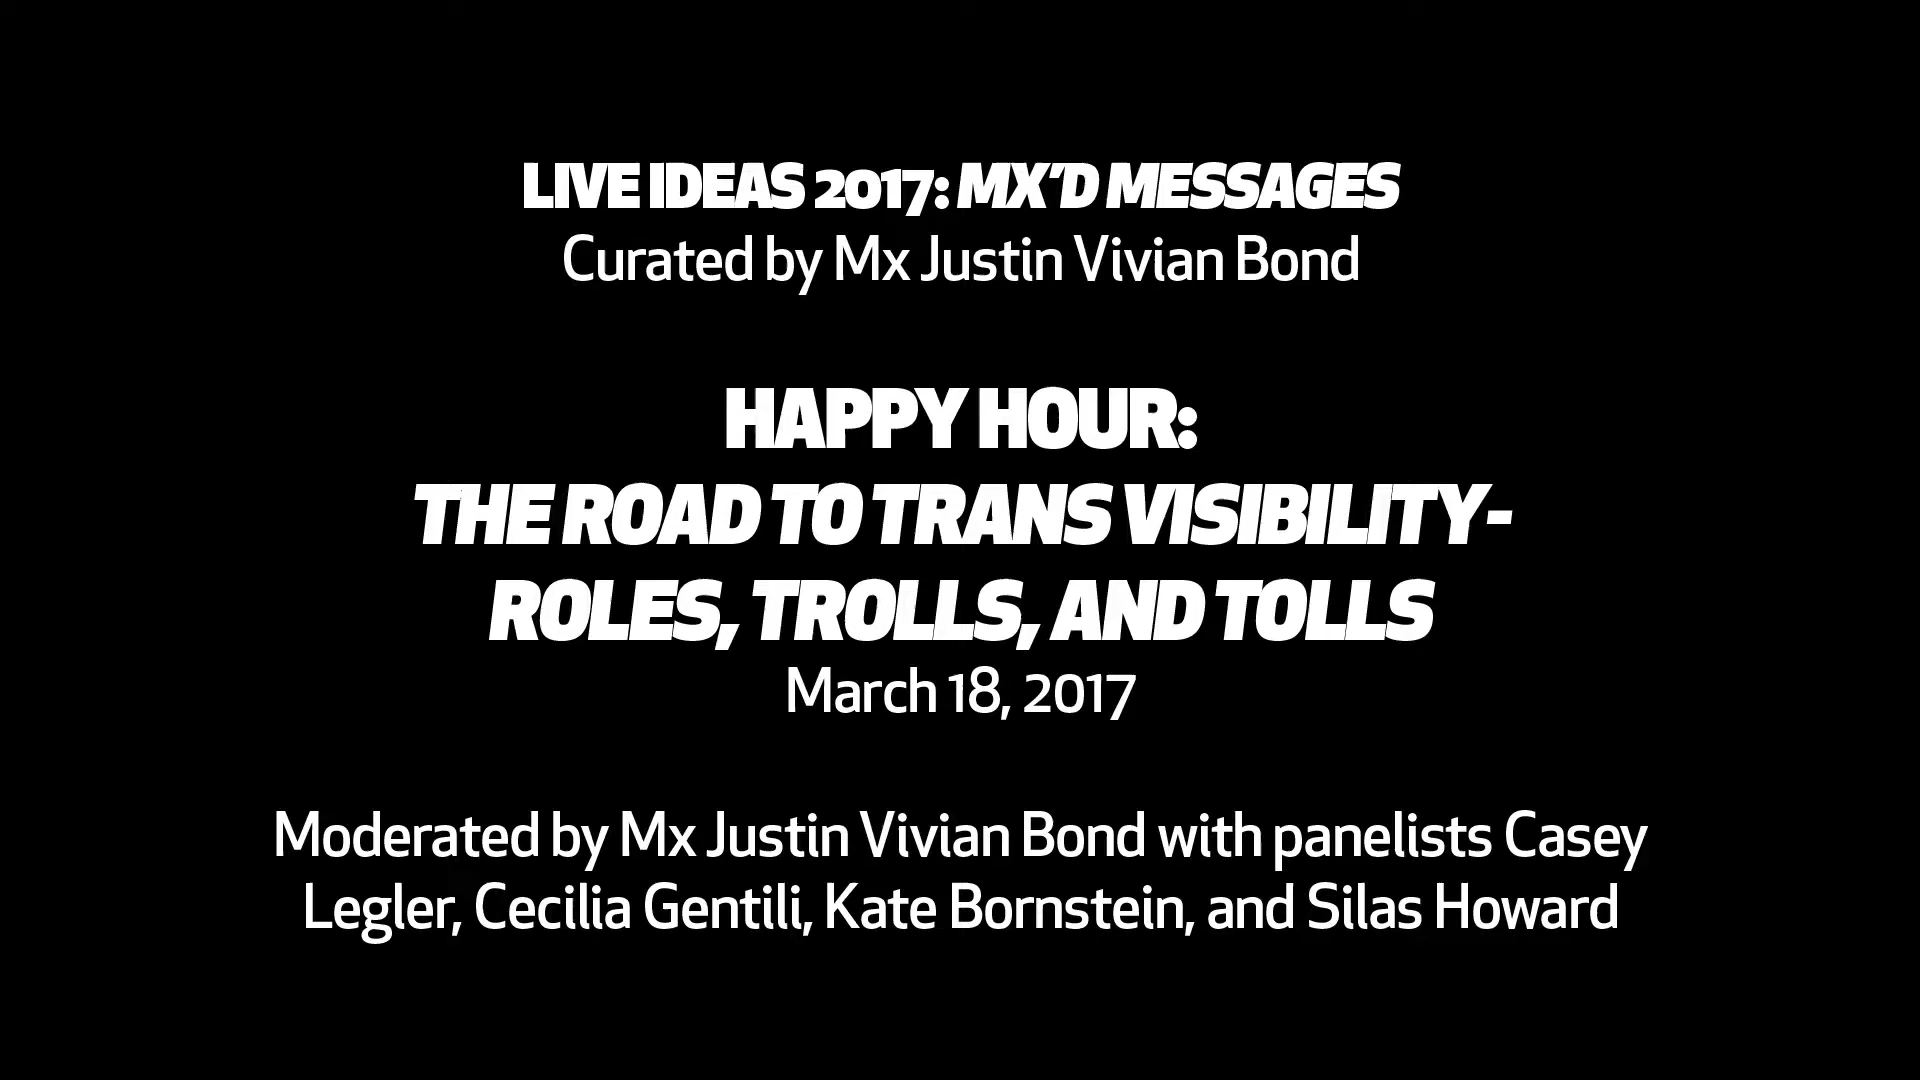 LIVE IDEAS 2017: MX'D MESSAGES
Curated by Mx Justin Vivian Bond
HAPPY HOUR:
THE ROAD TO TRANS VISIBILITY-
ROLES, TROLLS, AND TOLLS
March 18, 2017
Moderated by Mx Justin Vivian Bond with panelists Casey
Legler, Cecilia Gentili, Kate Bornstein, and Silas Howard